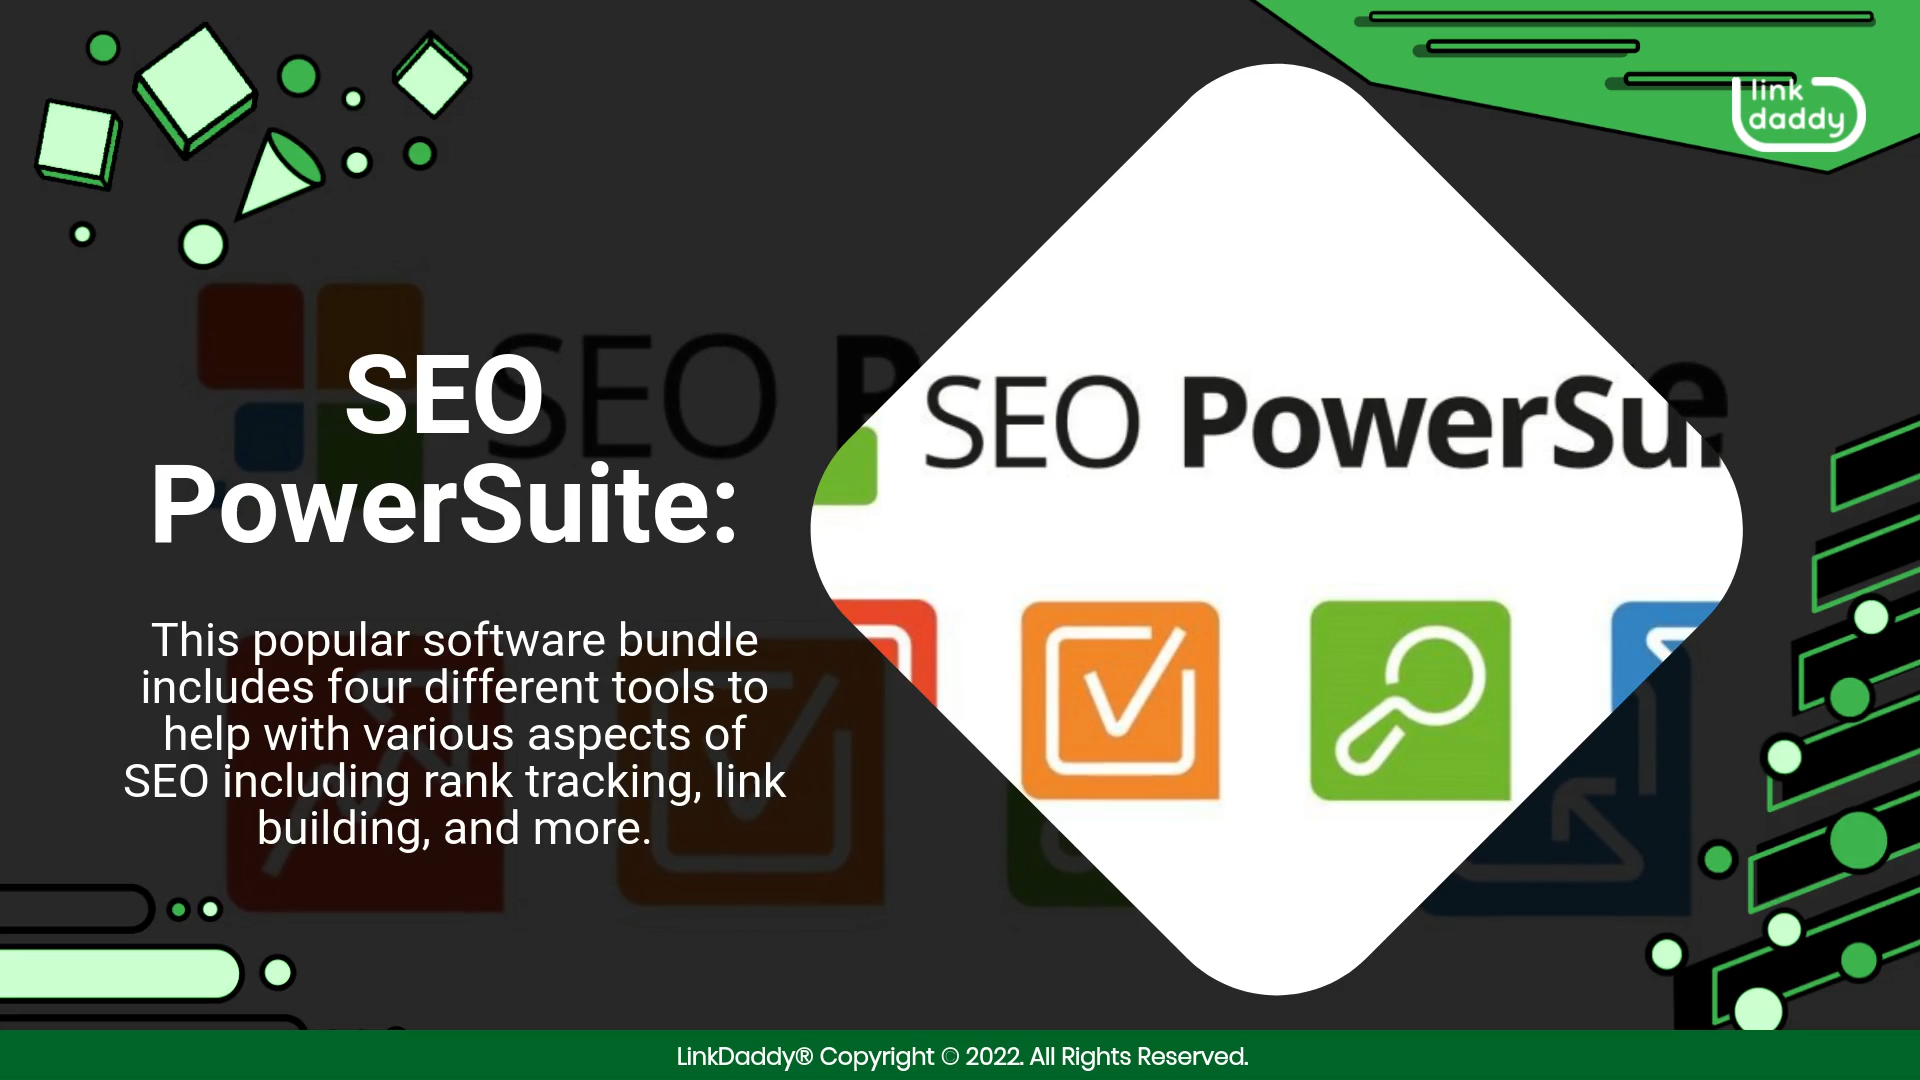 link
daddy
SEO
PowerSuite:
SEO PowerSui
This popular software bundle
includes four different tools to
help with various aspects of
SEO including rank tracking, link
building, and more.
LinkDaddy® Copyright © 2022. All Rights Reserved.